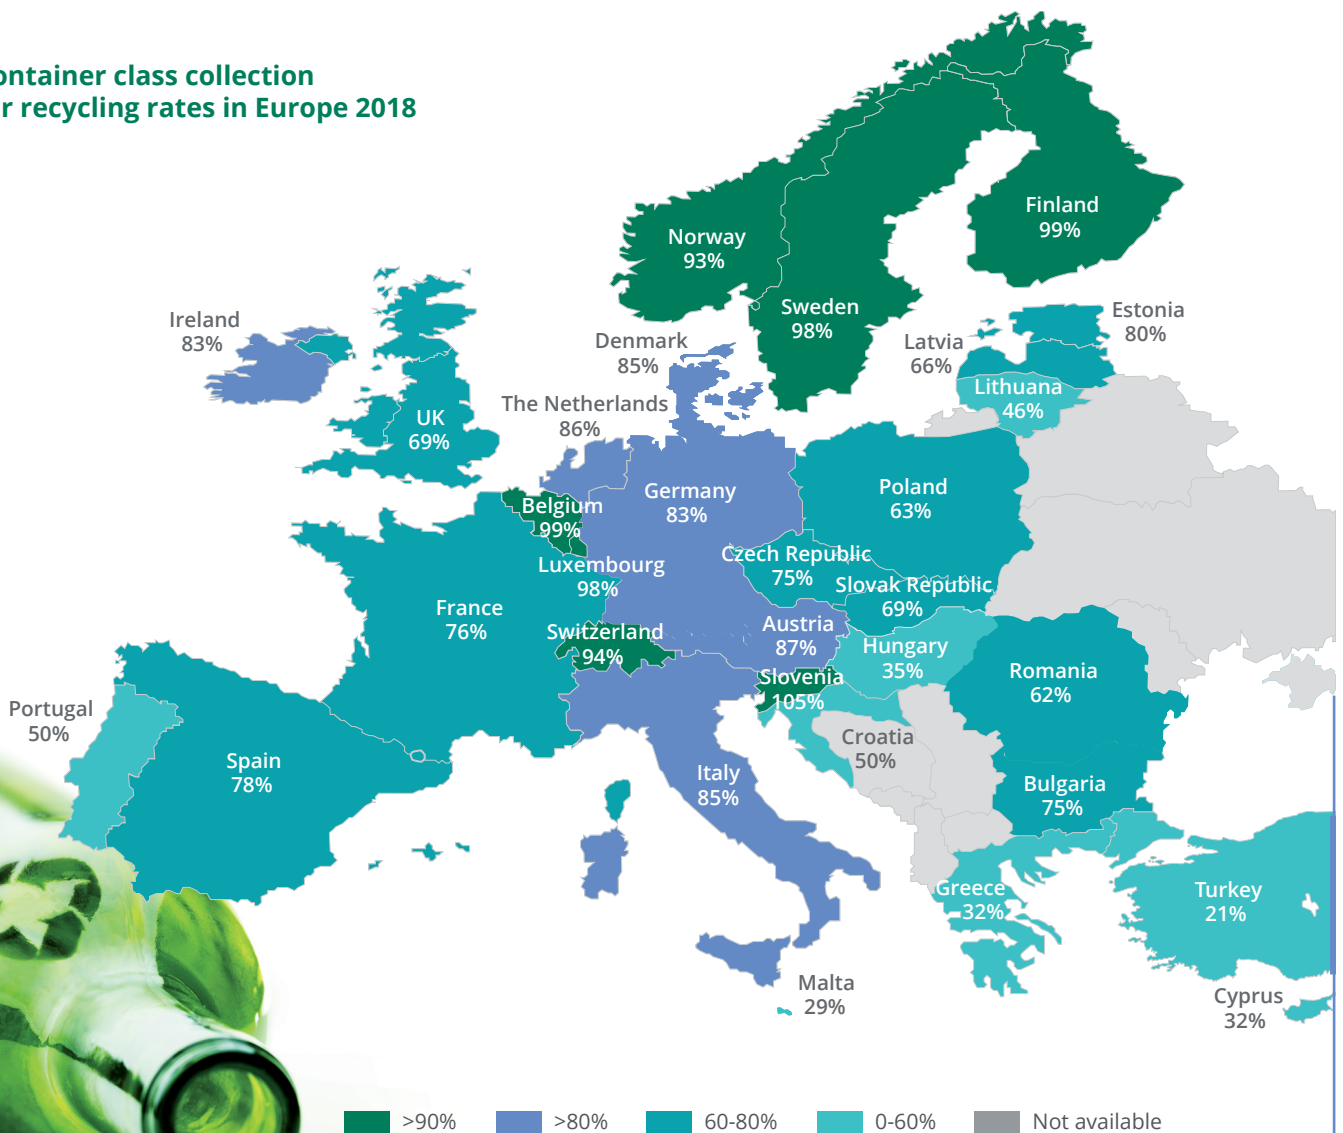 ontainer class collection
r recycling rates in Europe 2018
Norway
93%
Finland
99%
Sweden
98%
Ireland
83%
Denmark
85%
Estonia
80%
Latvia
66%
Lithuana
46%
The Netherlands
86%
UK
69%
Germany
83%
Poland
63%
Belgium
99%
Czech Republic
75%
Luxembourg
98%
Slovak Republic
69%
France
76%
Switzerland
94%
Austria
87%
Hungary
35%
Slovenia
105%
Romania
62%
Portugal
50%
Spain
78%
Croatia
50%
Italy
85%
Bulgaria
75%
Greece
32%
Turkey
21%
Malta
29%
Cyprus
32%
>90%
>80%
60-80%
0-60%
Not available